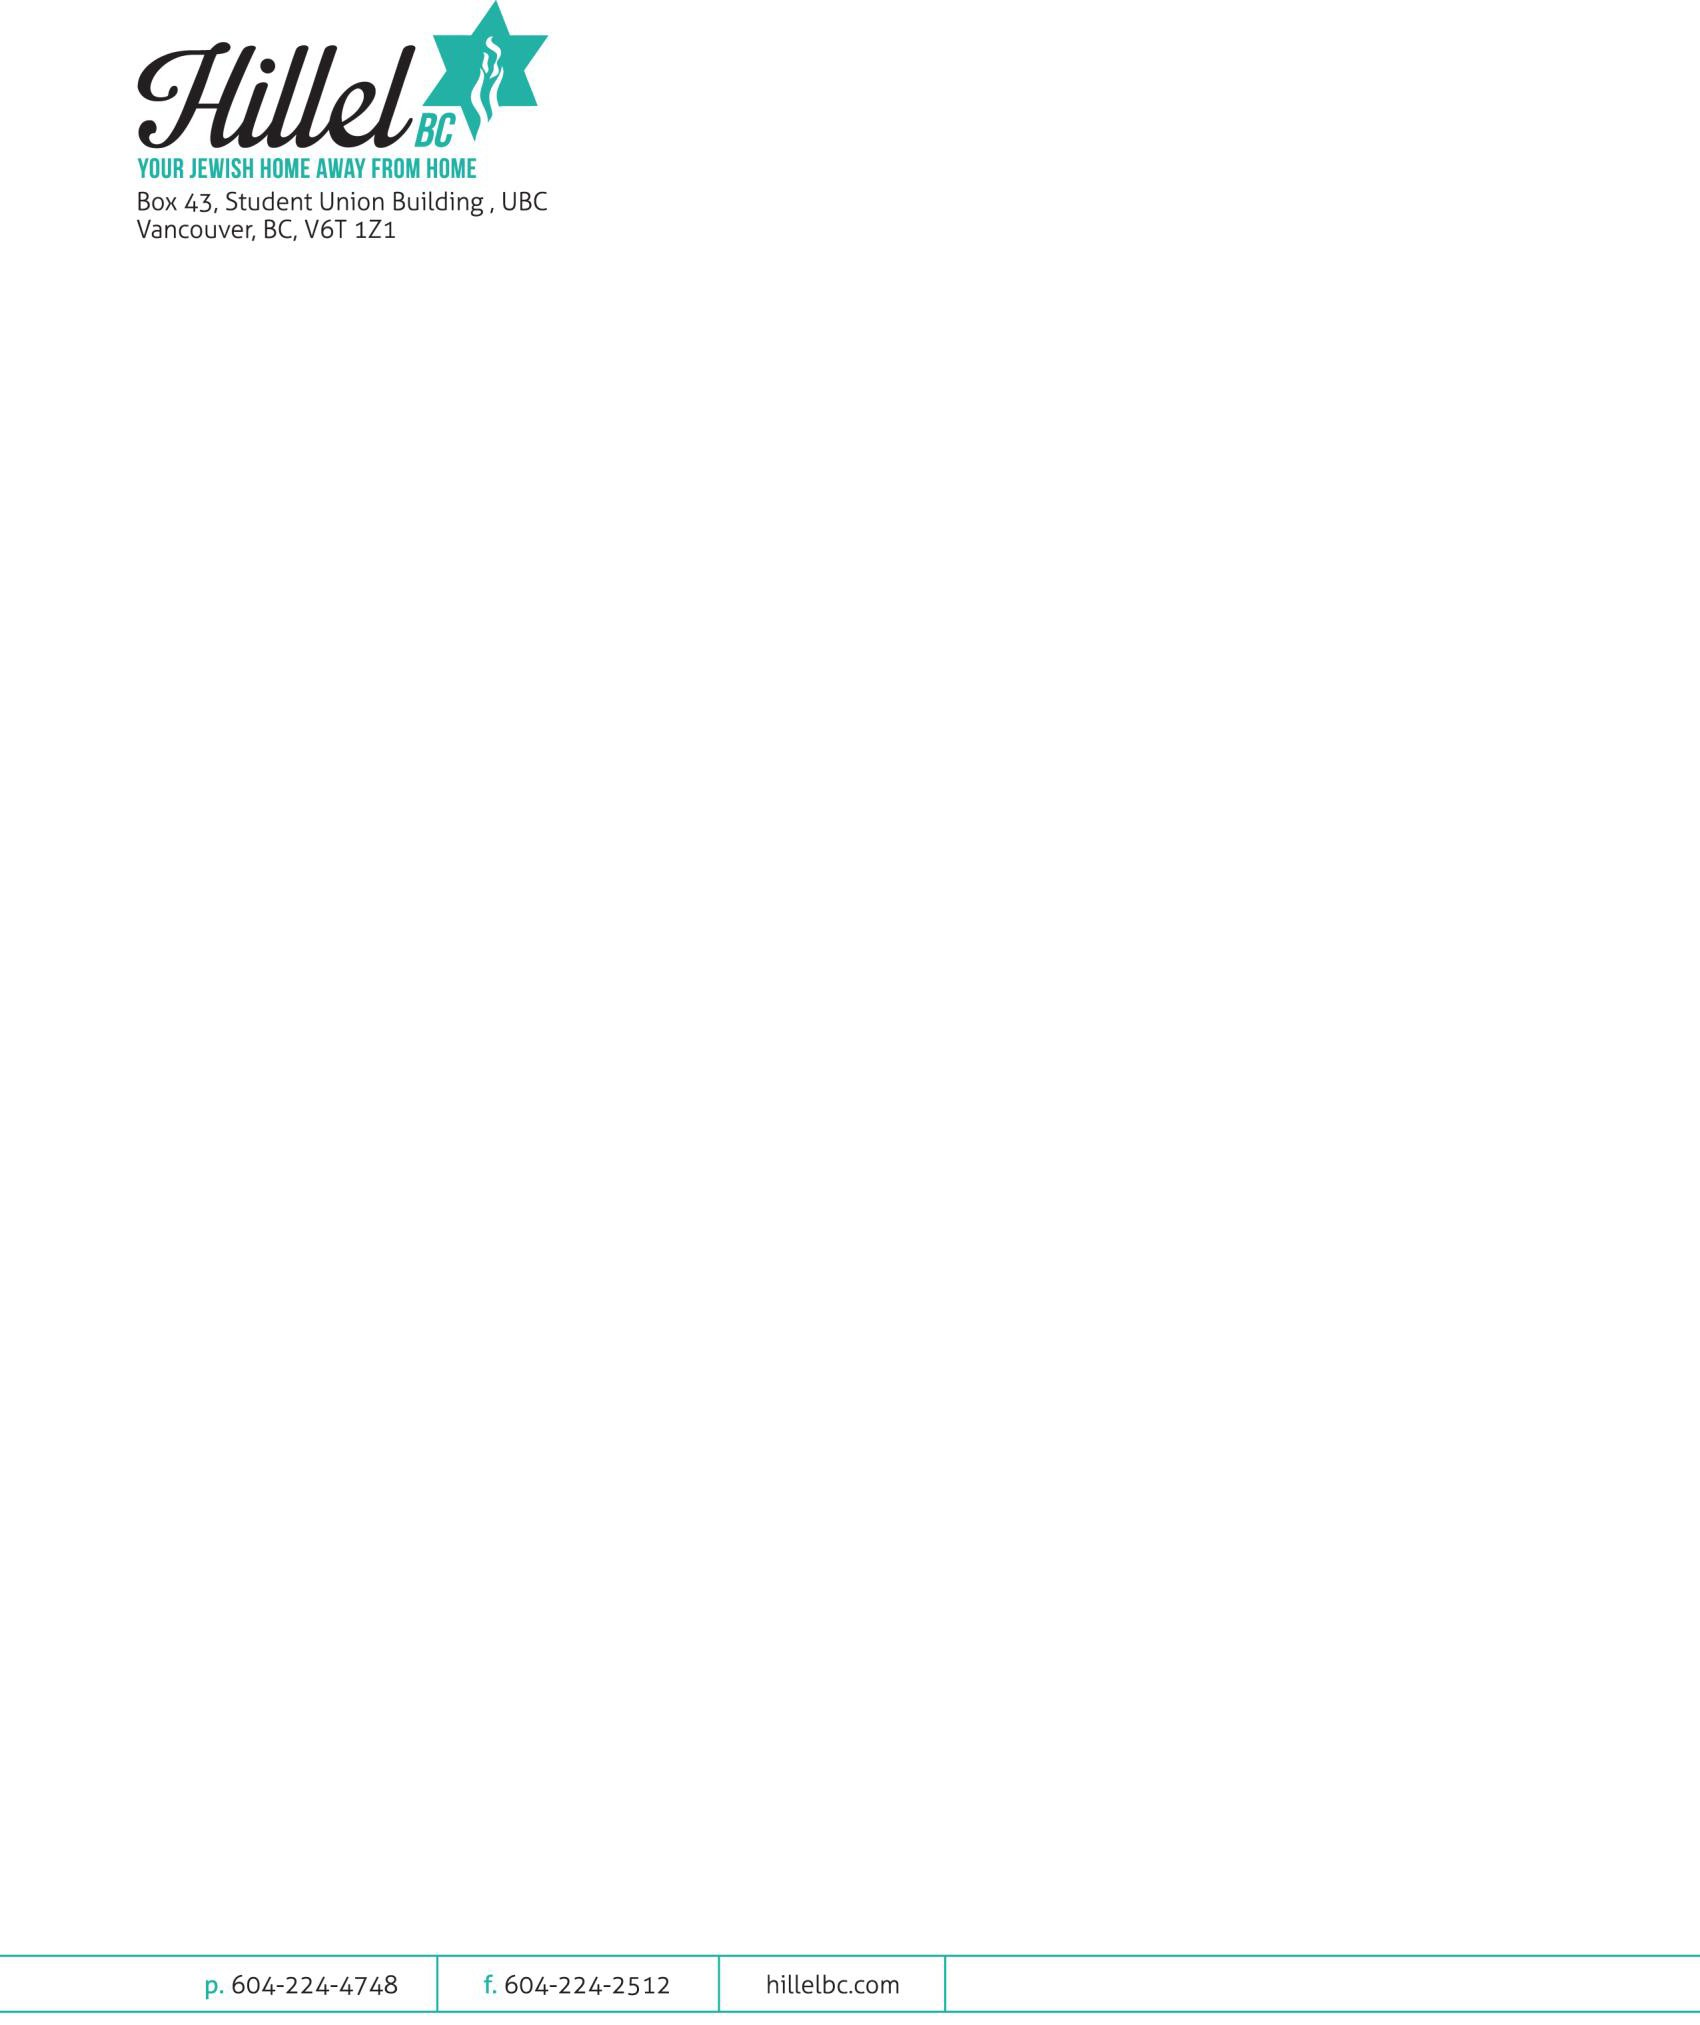 Hillel
BC
YOUR JEWISH HOME AWAY FROM HOME
Box 43, Student Union Building , UBC
Vancouver, BC, V6T 1Z1
p. 604-224-4748
f. 604-224-2512
hillelbc.com